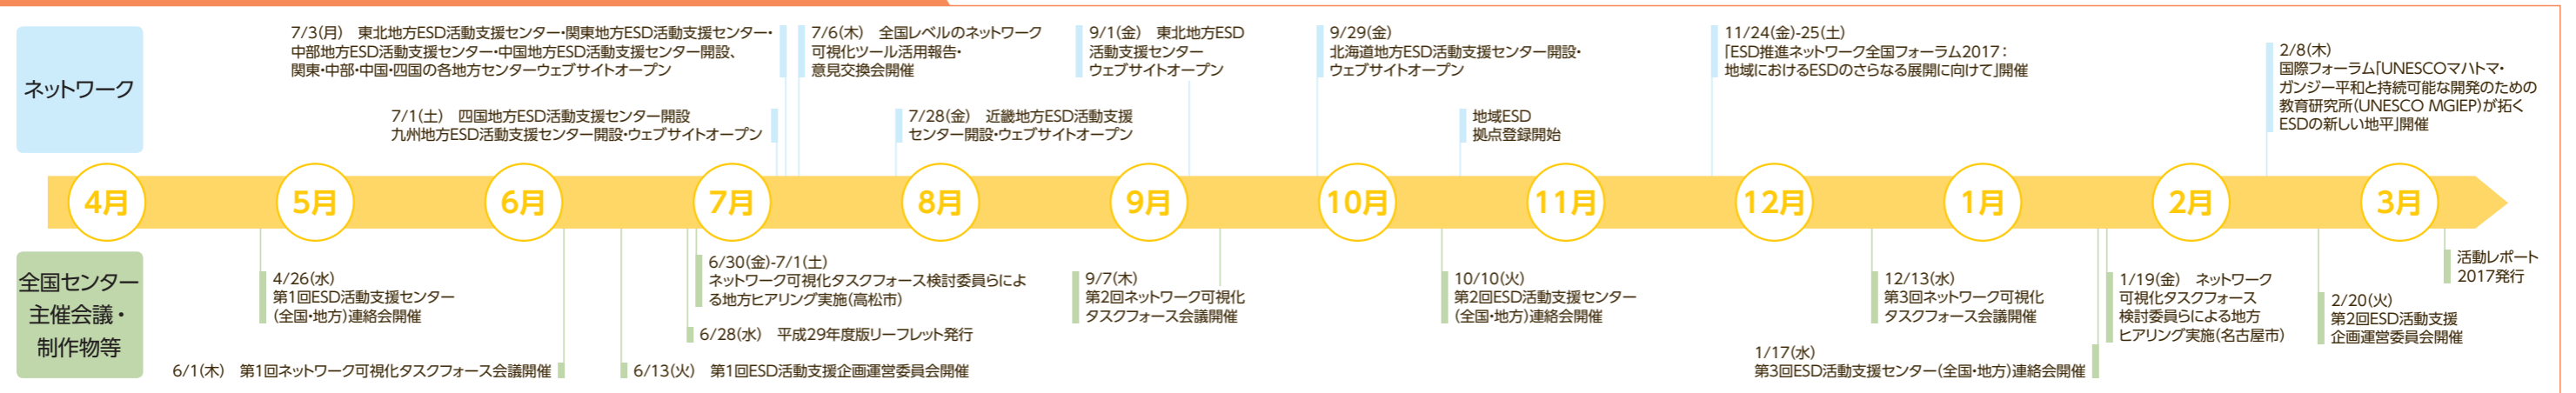 ネットワーク
7/3(月)　東北地方ESD活動支援センター・関東地方ESD活動支援センター・
中部地方ESD活動支援センター・中国地方ESD活動支援センター開設、
関東・中部・中国・四国の各地方センターウェブサイトオープン
7/1(土)　四国地方ESD活動支援センター開設
九州地方ESD活動支援センター開設・ウェブサイトオープン
7/6(木)　全国レベルのネットワーク
可視化ツール活用報告・
意見交換会開催
7/28(金)　近畿地方ESD活動支援
センター開設・ウェブサイトオープン
9/1(金)　東北地方ESD
活動支援センター
ウェブサイトオープン
9/29(金)
北海道地方ESD活動支援センター開設・
ウェブサイトオープン
地域ESD
拠点登録開始
11/24(金)-25(土)
「ESD推進ネットワーク全国フォーラム2017：
地域におけるESDのさらなる展開に向けて」開催
2/8(木)
国際フォーラム「UNESCOマハトマ・
ガンジー平和と持続可能な開発のための
教育研究所(UNESCO MGIEP)が拓く
ESDの新しい地平」開催
4月
5月
6月
7月
8月
9月
10月
11月
12月
1月
2月
3月
全国センター
主催会議・
制作物等
4/26(水)
第1回ESD活動支援センター
(全国・地方)連絡会開催
6/1(木)　第1回ネットワーク可視化タスクフォース会議開催
6/13(火)　第1回ESD活動支援企画運営委員会開催
6/28(水)　平成29年度版リーフレット発行
6/30(金)-7/1(土)
ネットワーク可視化タスクフォース検討委員らによ
る地方ヒアリング実施(高松市)
9/7(木)
第2回ネットワーク可視化
タスクフォース会議開催
10/10(火)
第2回ESD活動支援センター
(全国・地方)連絡会開催
12/13(水)
第3回ネットワーク可視化
タスクフォース会議開催
1/17(水)
第3回ESD活動支援センター(全国・地方)連絡会開催
1/19(金)　ネットワーク
可視化タスクフォース
検討委員らによる地方
ヒアリング実施(名古屋市)
2/20(火)
第2回ESD活動支援
企画運営委員会開催
活動レポート
2017発行